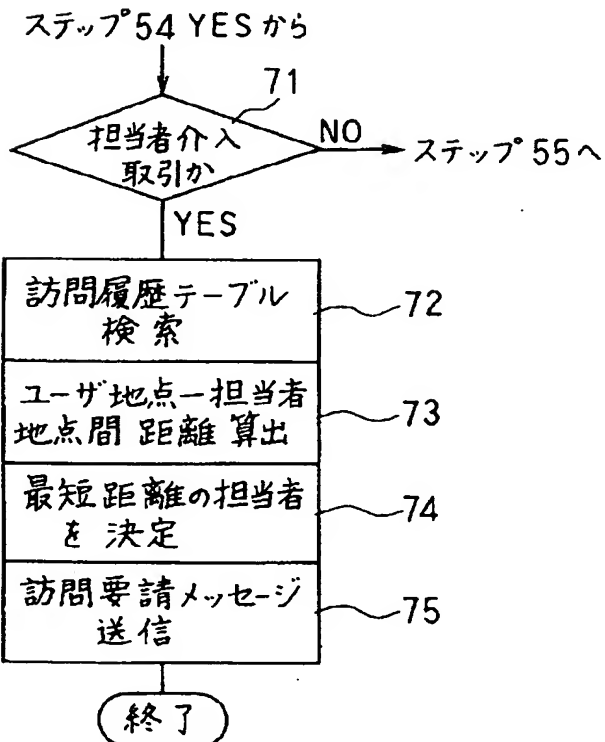 ステップ54 YESから
71
担当者介入
取引か
NO
ステップ55へ
YES
訪問履歴テーブル
検索
72
ユーザ地点ー担当者
地点間 距離 算出
73
最短距離の担当者
を決定
74
訪問要請メッセージ
送信
75
終了